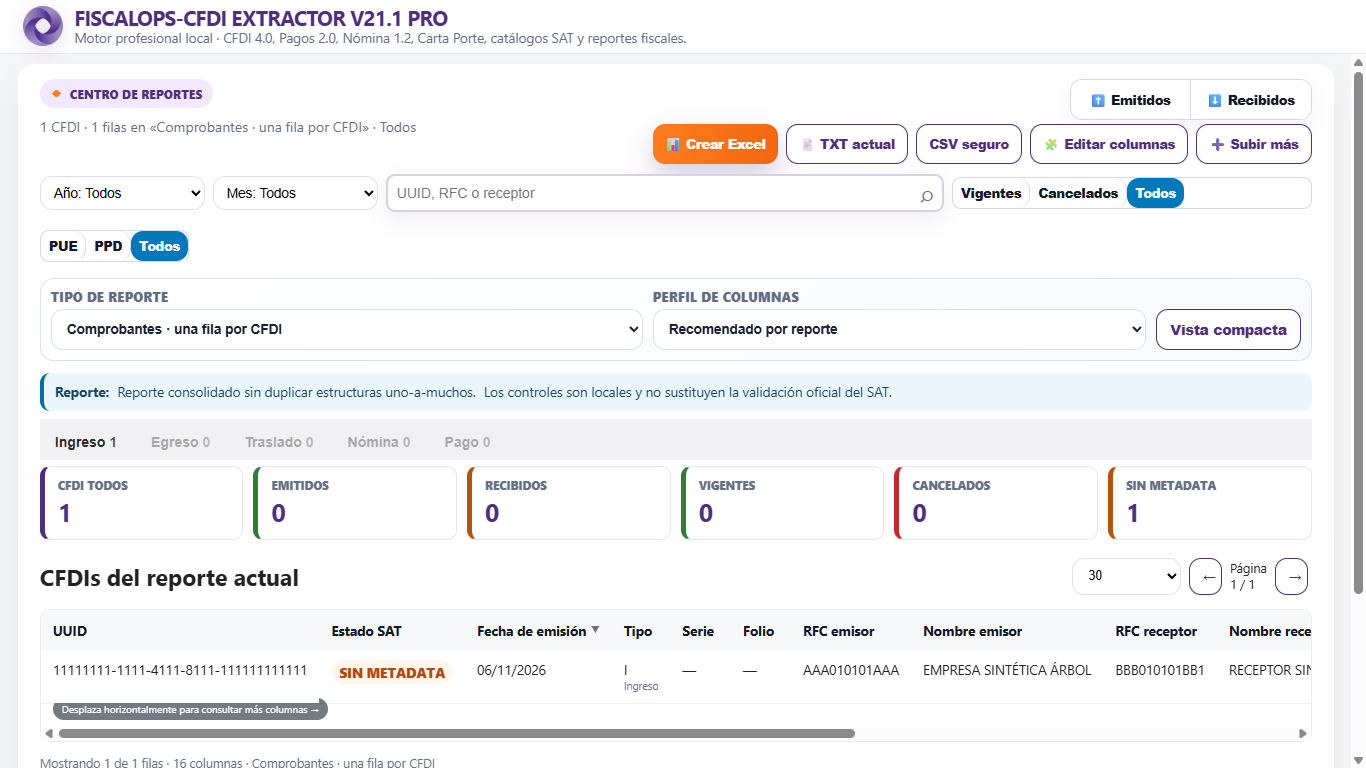 FISCALOPS-CFDI EXTRACTOR V21.1 PRO
Motor profesional local · CFDI 4.0, Pagos 2.0, Nómina 1.2, Carta Porte, catálogos SAT y reportes fiscales.
CENTRO DE REPORTES
Emitidos Recibidos
1 CFDI · 1 filas en «Comprobantes · una fila por CFDI» · Todos
Crear Excel TXT actual CSV seguro Editar columnas Subir más
Año: Todos Mes: Todos UUID, RFC o receptor Vigentes Cancelados Todos
PUE PPD Todos
TIPO DE REPORTE PERFIL DE COLUMNAS
Comprobantes · una fila por CFDI Recomendado por reporte Vista compacta
Reporte: Reporte consolidado sin duplicar estructuras uno-a-muchos. Los controles son locales y no sustituyen la validación oficial del SAT.
Ingreso 1 Egreso 0 Traslado 0 Nómina 0 Pago 0
CFDI TODOS EMITIDOS RECIBIDOS VIGENTES CANCELADOS SIN METADATA
1 0 0 0 0 1
CFDIs del reporte actual 30 ← Página 1 / 1 →
UUID Estado SAT Fecha de emisión ▼ Tipo Serie Folio RFC emisor Nombre emisor RFC receptor Nombre rece
11111111-1111-4111-8111-111111111111 SIN METADATA 06/11/2026 I — — AAA010101AAA EMPRESA SINTÉTICA ÁRBOL BBB010101BB1 RECEPTOR SIN
Ingreso
Desplaza horizontalmente para consultar más columnas →
Mostrando 1 de 1 filas · 16 columnas · Comprobantes · una fila por CFDI